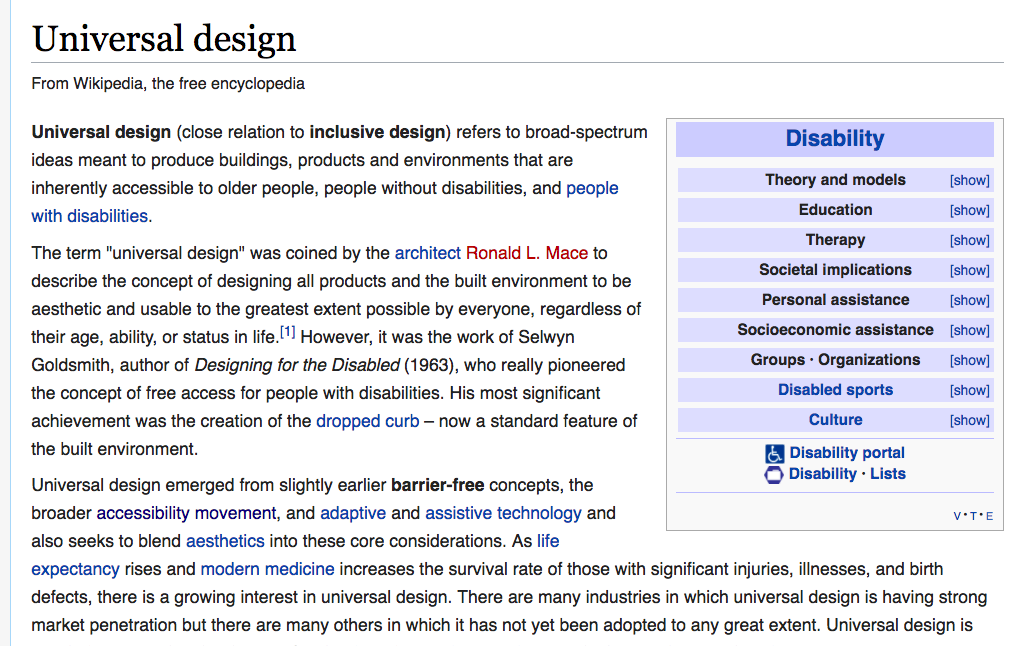 Universal design
From Wikipedia, the free encyclopedia
Universal design (close relation to inclusive design) refers to broad-spectrum
ideas meant to produce buildings, products and environments that are
inherently accessible to older people, people without disabilities, and people
with disabilities.
The term "universal design" was coined by the architect Ronald L. Mace to
describe the concept of designing all products and the built environment to be
aesthetic and usable to the greatest extent possible by everyone, regardless of
their age, ability, or status in life.[1] However, it was the work of Selwyn
Goldsmith, author of Designing for the Disabled (1963), who really pioneered
the concept of free access for people with disabilities. His most significant
achievement was the creation of the dropped curb – now a standard feature of
the built environment.
Universal design emerged from slightly earlier barrier-free concepts, the
broader accessibility movement, and adaptive and assistive technology and
also seeks to blend aesthetics into these core considerations. As life
expectancy rises and modern medicine increases the survival rate of those with significant injuries, illnesses, and birth
defects, there is a growing interest in universal design. There are many industries in which universal design is having strong
market penetration but there are many others in which it has not yet been adopted to any great extent. Universal design is
Disability
Theory and models [show]
Education [show]
Therapy [show]
Societal implications [show]
Personal assistance [show]
Socioeconomic assistance [show]
Groups · Organizations [show]
Disabled sports [show]
Culture [show]
Disability portal
Disability · Lists
V · T · E